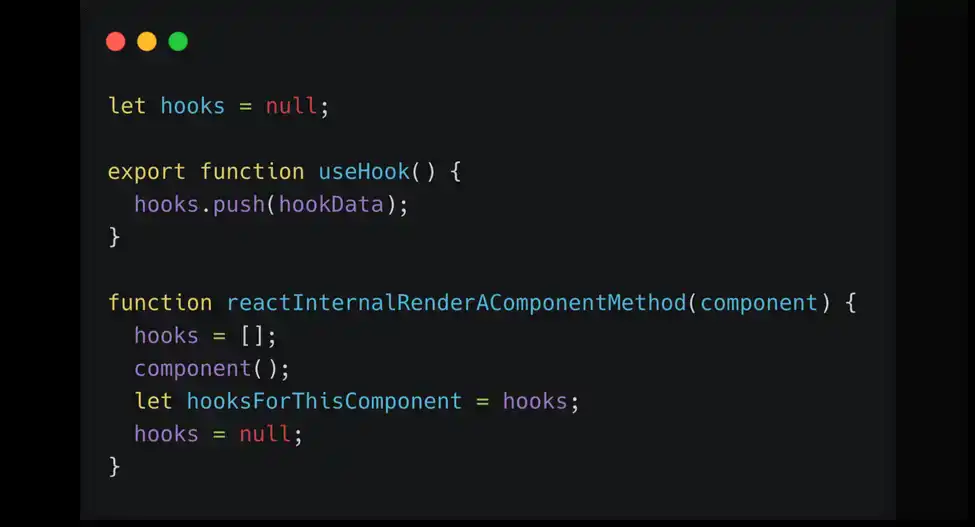 let hooks = null;
export function useHook() {
  hooks.push(hookData);
}
function reactInternalRenderAComponentMethod(component) {
  hooks = [];
  component();
  let hooksForThisComponent = hooks;
  hooks = null;
}